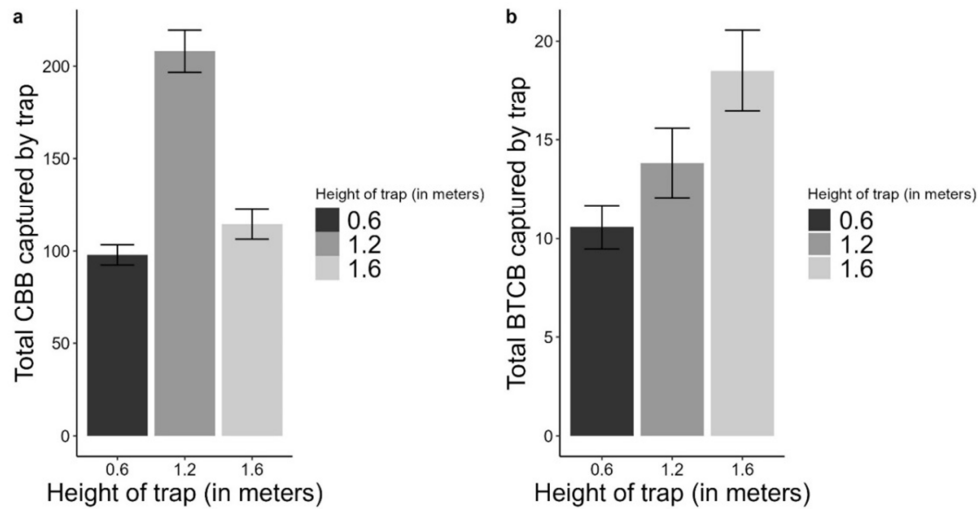 a
Total CBB captured by trap
200
150
100
50
0
0.6 1.2 1.6
Height of trap (in meters)
Height of trap (in meters)
0.6
1.2
1.6
b
Total BTCB captured by trap
20
15
10
5
0
0.6 1.2 1.6
Height of trap (in meters)
Height of trap (in meters)
0.6
1.2
1.6